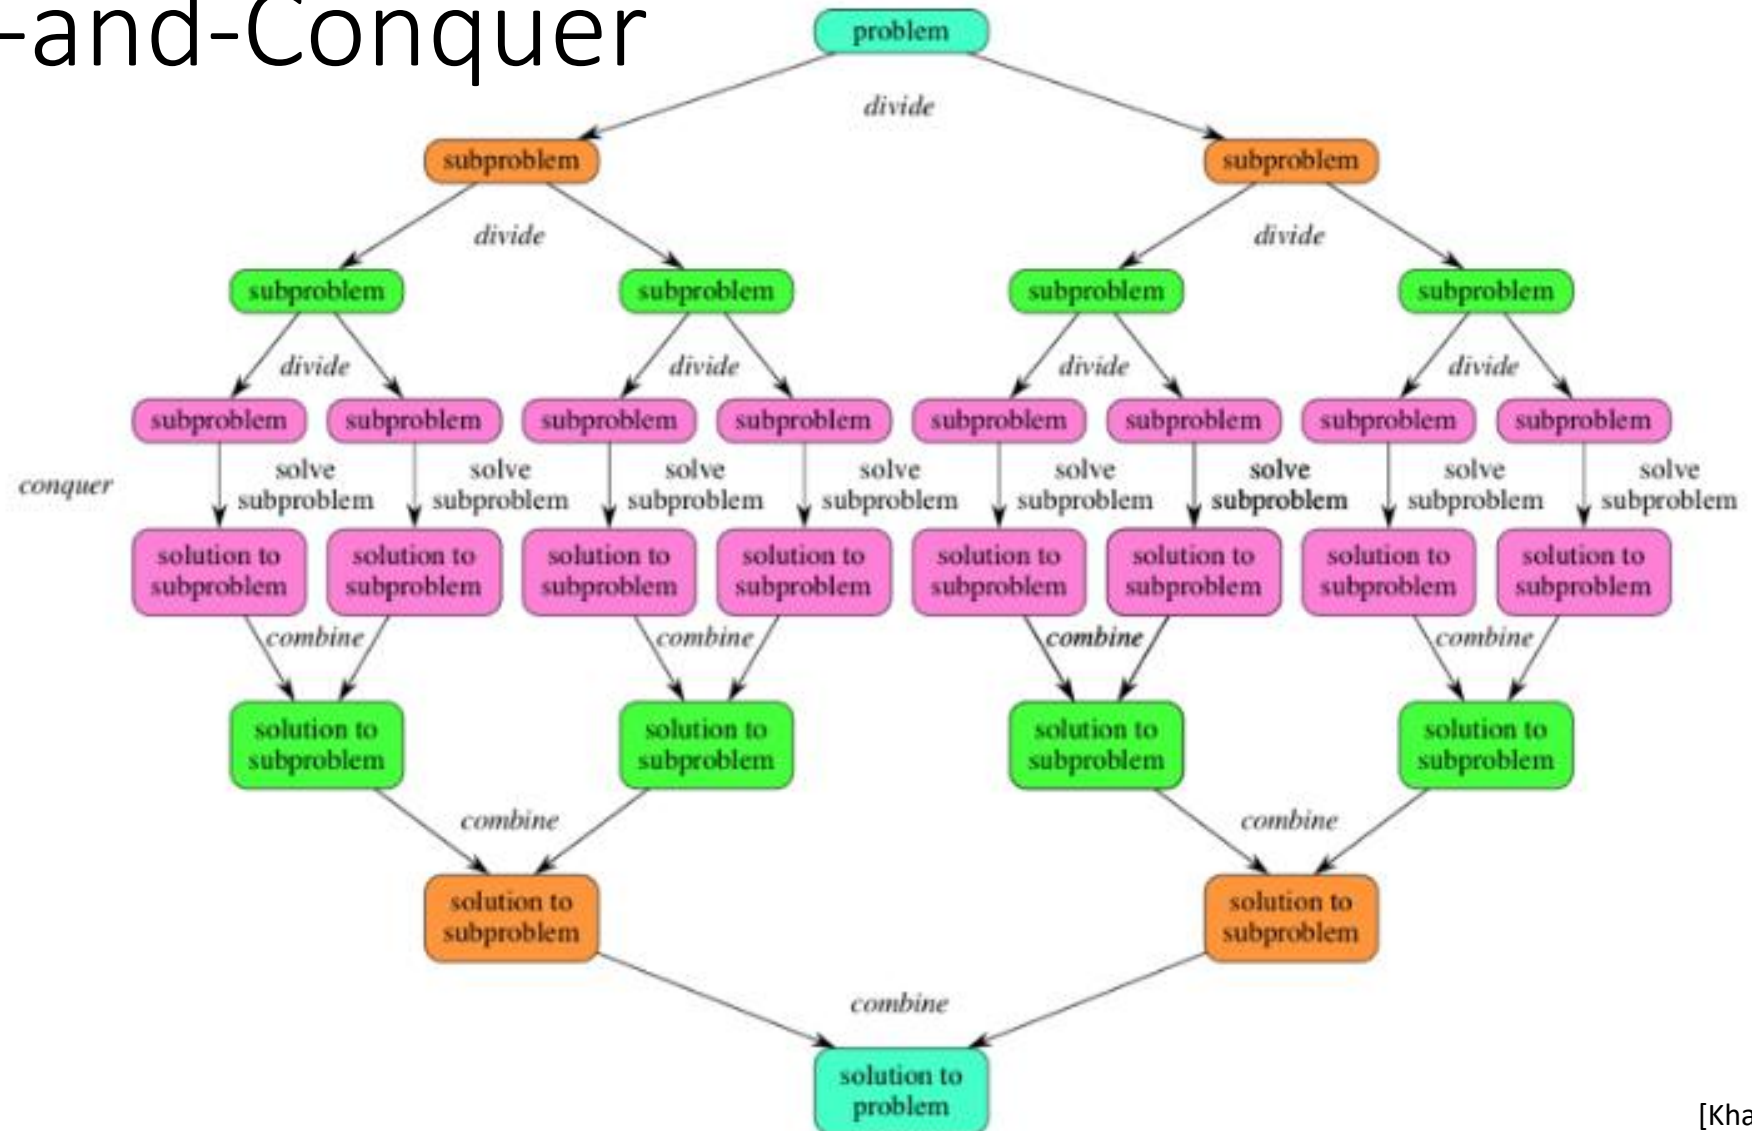 -and-Conquer
problem
divide
subproblem subproblem
divide divide
subproblem subproblem subproblem subproblem
divide divide divide divide
subproblem subproblem subproblem subproblem subproblem subproblem subproblem subproblem
conquer
solve solve solve solve solve solve solve solve
subproblem subproblem subproblem subproblem subproblem subproblem subproblem subproblem
solution to solution to solution to solution to solution to solution to solution to solution to
subproblem subproblem subproblem subproblem subproblem subproblem subproblem subproblem
combine combine combine combine
solution to solution to solution to solution to
subproblem subproblem subproblem subproblem
combine combine
solution to solution to
subproblem subproblem
combine
solution to
problem
[Kha